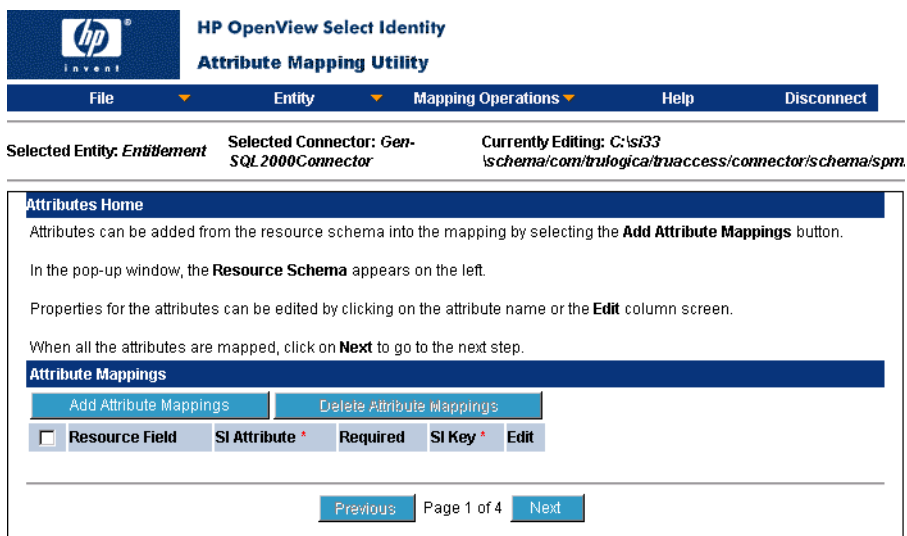 hp ®
invent
HP OpenView Select Identity
Attribute Mapping Utility
File Entity Mapping Operations Help Disconnect
Selected Entity: Entitlement Selected Connector: Gen- Currently Editing: C:\si33
SQL2000Connector \schema/com/trulogica/truaccess/connector/schema/spm.
Attributes Home
Attributes can be added from the resource schema into the mapping by selecting the Add Attribute Mappings button.
In the pop-up window, the Resource Schema appears on the left.
Properties for the attributes can be edited by clicking on the attribute name or the Edit column screen.
When all the attributes are mapped, click on Next to go to the next step.
Attribute Mappings
Add Attribute Mappings Delete Attribute Mappings
Resource Field SI Attribute * Required SI Key * Edit
Previous Page 1 of 4 Next